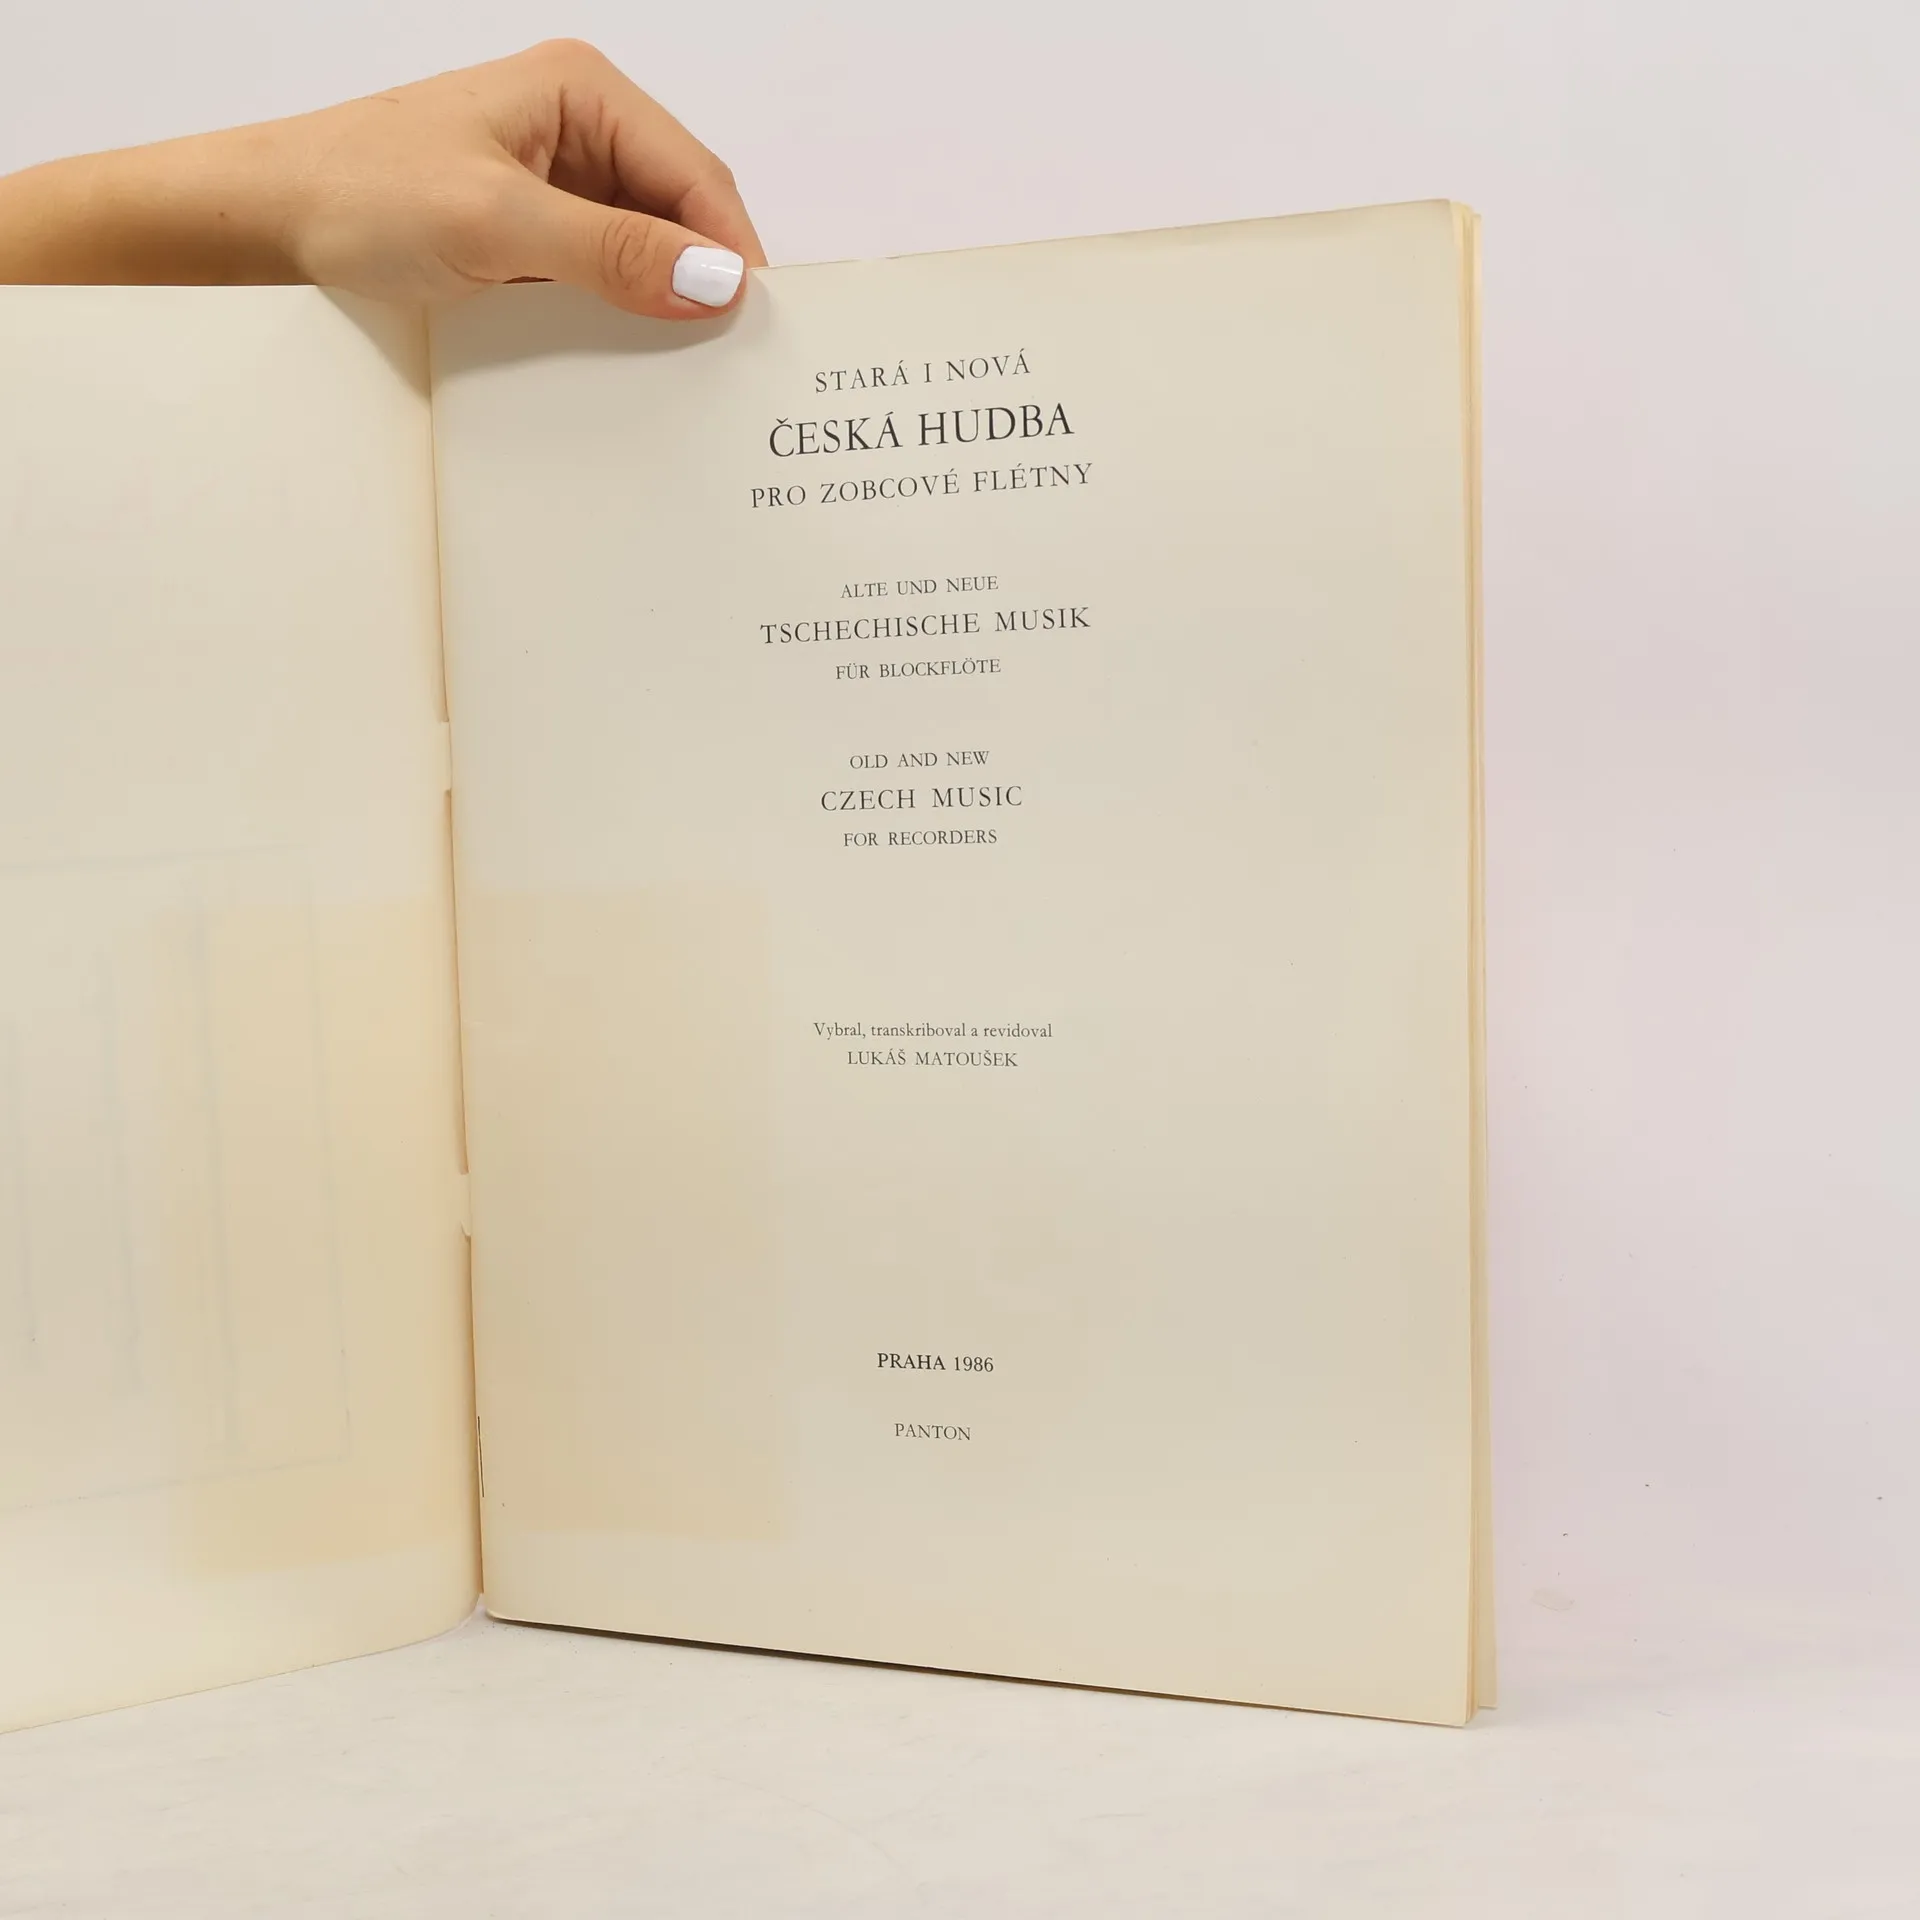 STARÁ I NOVÁ
ČESKÁ HUDBA
PRO ZOBCOVÉ FLÉTNY
ALTE UND NEUE
TSCHECHISCHE MUSIK
FÜR BLOCKFLÖTE
OLD AND NEW
CZECH MUSIC
FOR RECORDERS
Vybral, transkriboval a revidoval
LUKÁŠ MATOUŠEK
PRAHA 1986
PANTON